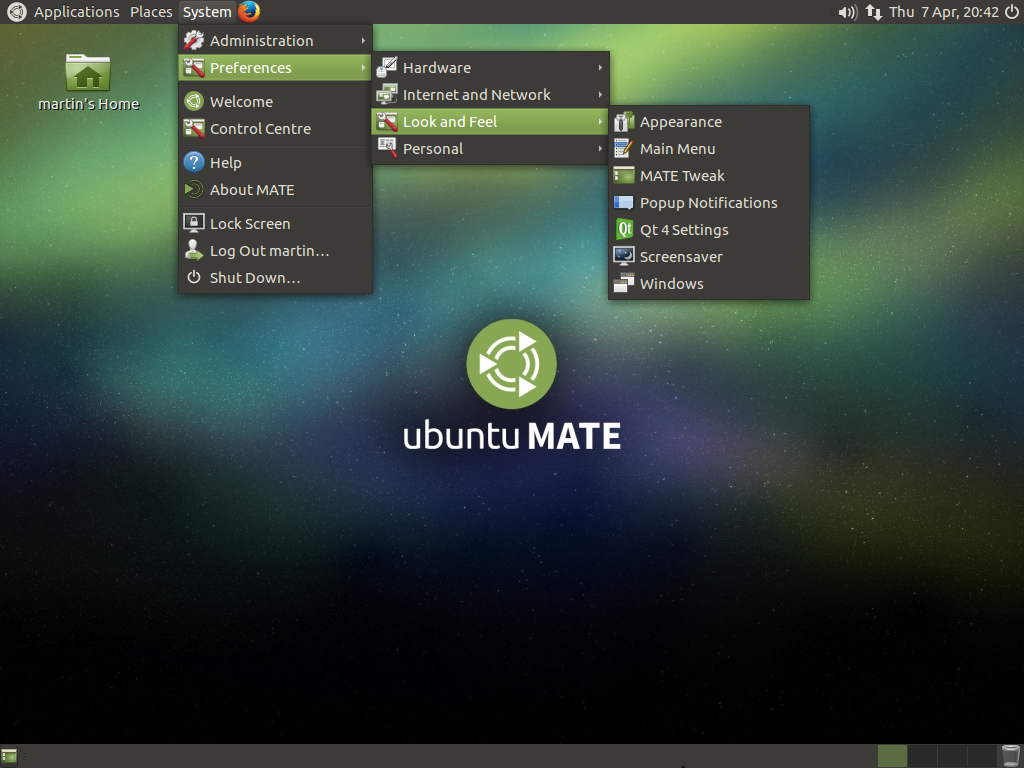 Applications Places System Thu 7 Apr, 20:42
martin's Home
Administration
Preferences
Welcome
Control Centre
Help
About MATE
Lock Screen
Log Out martin...
Shut Down...
Hardware
Internet and Network
Look and Feel
Personal
Appearance
Main Menu
MATE Tweak
Popup Notifications
Qt 4 Settings
Screensaver
Windows
ubuntu MATE